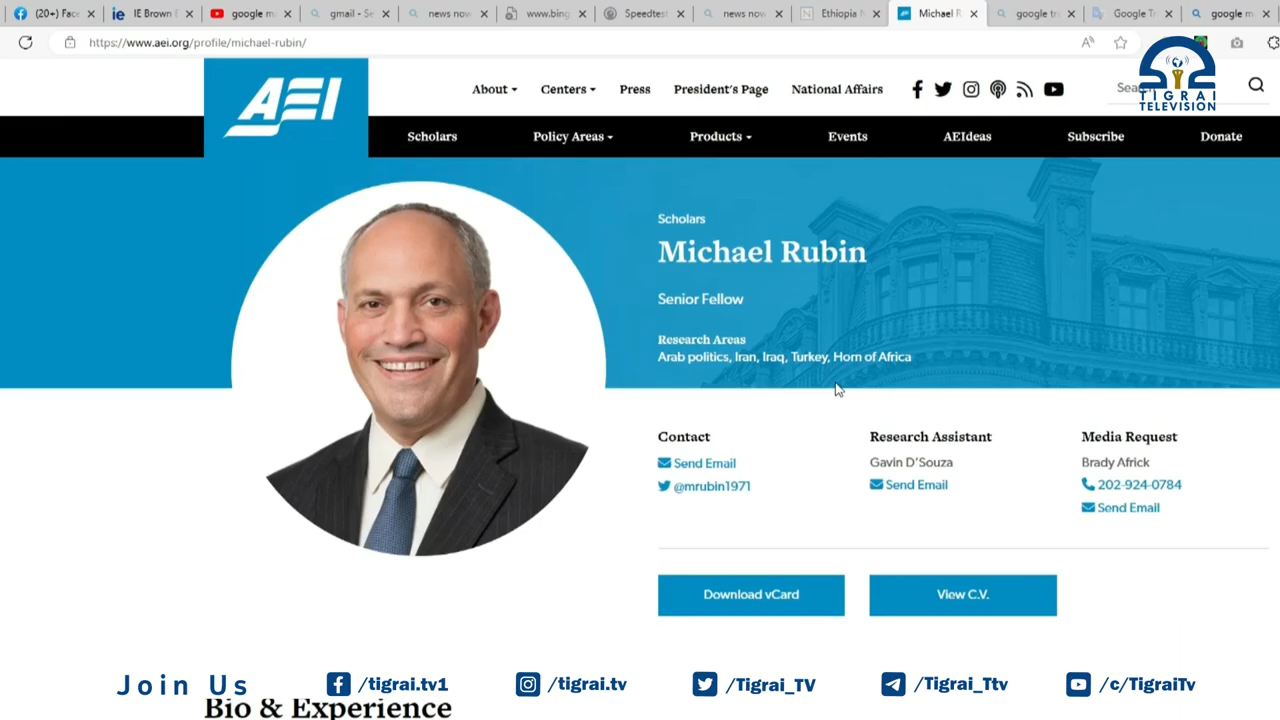 (20+) Face
IE Brown E
google m
gmail - Se
news now
www.bing
Speedtest
news now
Ethiopia N
Michael R
google tr
Google Tr
google m
https://www.aei.org/profile/michael-rubin/
AEI
About
Centers
Press
President's Page
National Affairs
Sea
TIGRAI
TELEVISION
Scholars
Policy Areas
Products
Events
AEIdeas
Subscribe
Donate
Scholars
Michael Rubin
Senior Fellow
Research Areas
Arab politics, Iran, Iraq, Turkey, Horn of Africa
Contact
Send Email
@mrubin1971
Research Assistant
Gavin D'Souza
Send Email
Media Request
Brady Africk
202-924-0784
Send Email
Download vCard
View C.V.
Join Us
/tigrai.tv1
/tigrai.tv
/Tigrai_TV
/Tigrai_Ttv
/c/TigraiTv
Bio & Experience